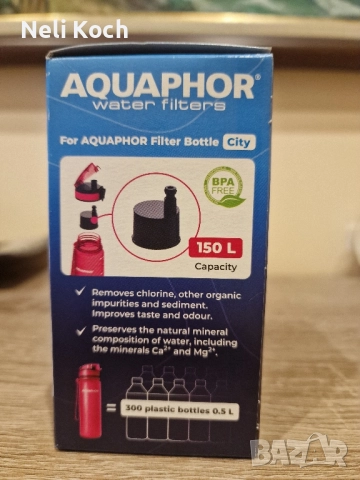 Neli Koch
AQUAPHOR®
water filters
For AQUAPHOR Filter Bottle City
BPA
FREE
150 L
Capacity
✓ Removes chlorine, other organic
impurities and sediment.
Improves taste and odour.
✓ Preserves the natural mineral
composition of water, including
the minerals Ca²⁺ and Mg²⁺.
AQUAPHOR
= 300 plastic bottles 0.5 L
bazar